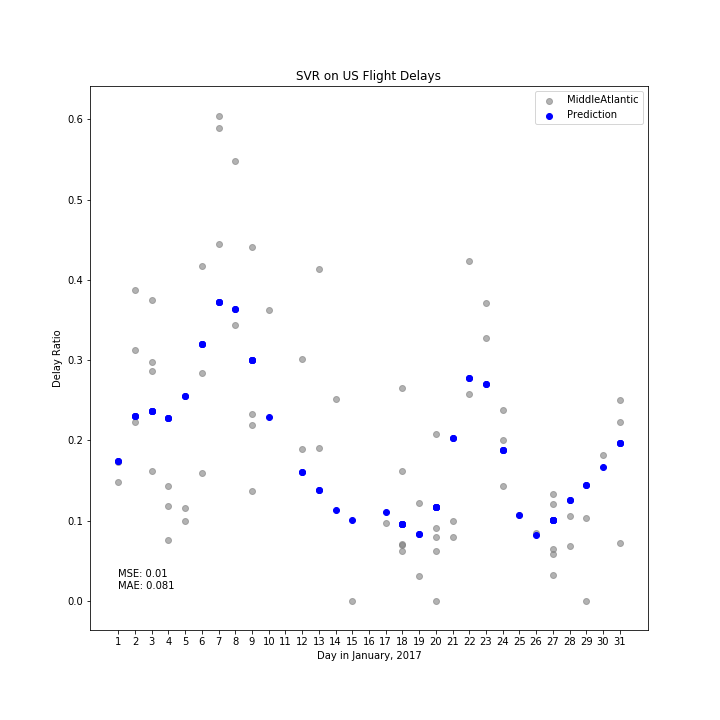 SVR on US Flight Delays
MiddleAtlantic
Prediction
0.6
0.5
0.4
0.3
0.2
0.1
0.0
Delay Ratio
MSE: 0.01
MAE: 0.081
1 2 3 4 5 6 7 8 9 10 11 12 13 14 15 16 17 18 19 20 21 22 23 24 25 26 27 28 29 30 31
Day in January, 2017